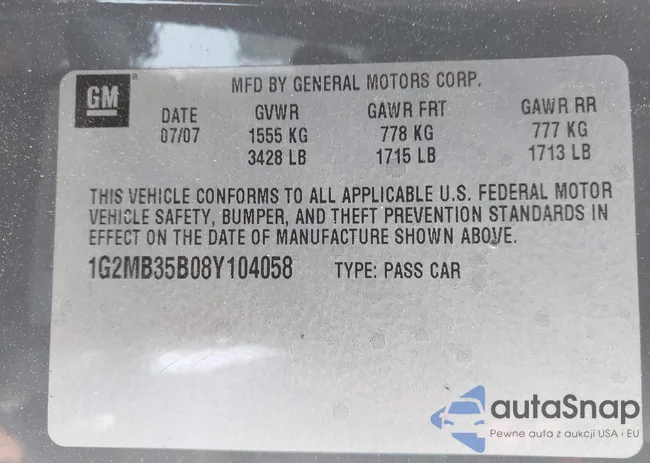 GM
MFD BY GENERAL MOTORS CORP.
DATE GVWR GAWR FRT GAWR RR
07/07 1555 KG 778 KG 777 KG
3428 LB 1715 LB 1713 LB
THIS VEHICLE CONFORMS TO ALL APPLICABLE U.S. FEDERAL MOTOR
VEHICLE SAFETY, BUMPER, AND THEFT PREVENTION STANDARDS IN
EFFECT ON THE DATE OF MANUFACTURE SHOWN ABOVE.
1G2MB35B08Y104058 TYPE: PASS CAR
autaSnap
Pewne auta z aukcji USA i EU